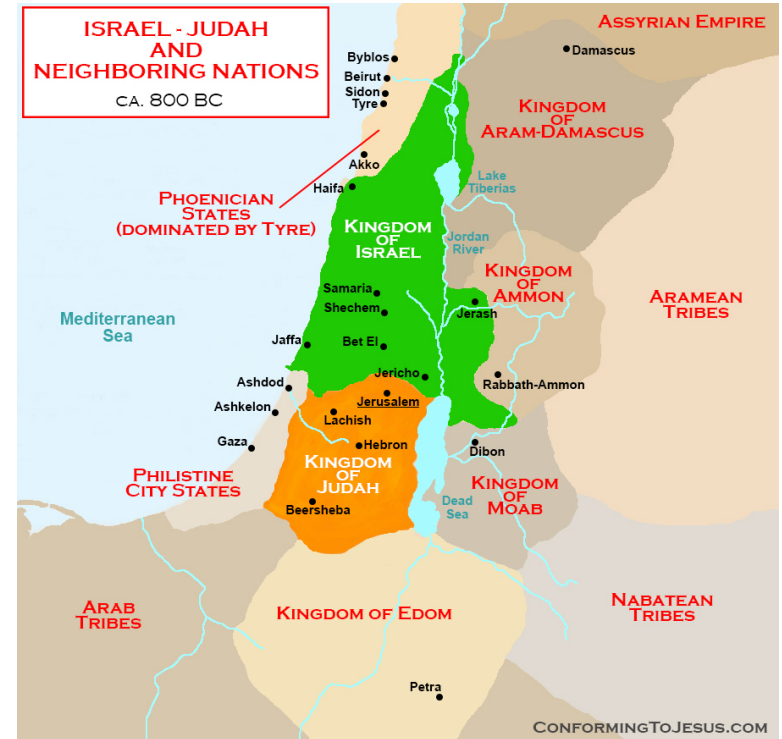 ISRAEL - JUDAH
AND
NEIGHBORING NATIONS
CA. 800 BC
ASSYRIAN EMPIRE
Damascus
Byblos
Beirut
Sidon
Tyre
KINGDOM
OF
ARAM-DAMASCUS
Akko
Haifa
Lake
Tiberias
PHOENICIAN
STATES
(DOMINATED BY TYRE)
KINGDOM
OF
ISRAEL
Jordan
River
KINGDOM
OF
AMMON
Samaria
Shechem
Jerash
ARAMEAN
TRIBES
Mediterranean
Sea
Jaffa
Bet El
Jericho
Rabbath-Ammon
Ashdod
Jerusalem
Ashkelon
Lachish
Gaza
Hebron
Dibon
KINGDOM
OF
JUDAH
PHILISTINE
CITY STATES
KINGDOM
OF
MOAB
Beersheba
Dead
Sea
ARAB
TRIBES
KINGDOM OF EDOM
NABATEAN
TRIBES
Petra
CONFORMINGTOJESUS.COM